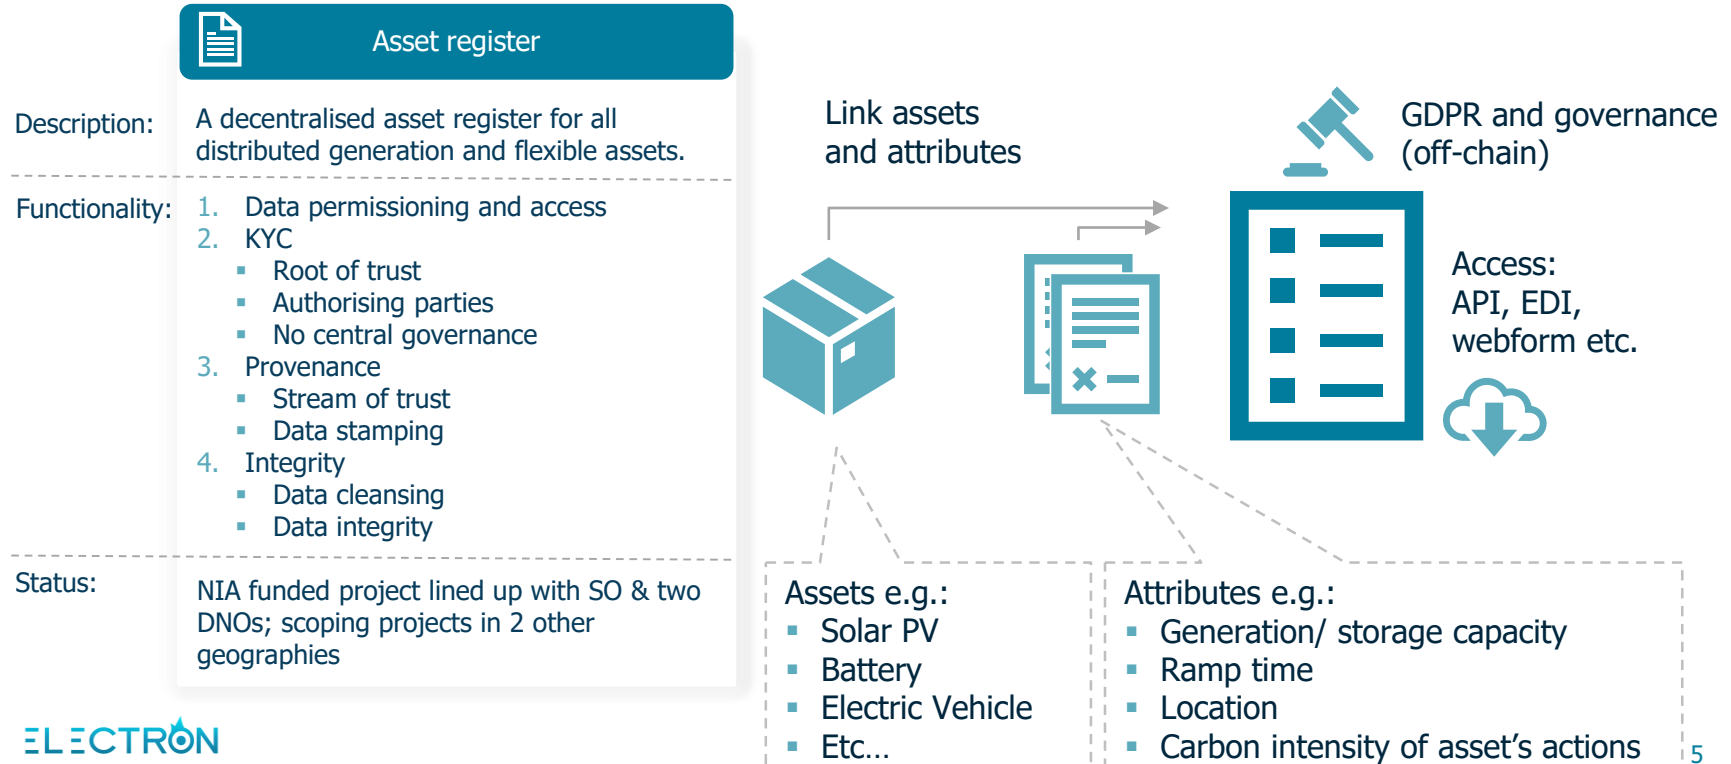 Asset register
Description:
A decentralised asset register for all
distributed generation and flexible assets.
Functionality:
1. Data permissioning and access
2. KYC
▪ Root of trust
▪ Authorising parties
▪ No central governance
3. Provenance
▪ Stream of trust
▪ Data stamping
4. Integrity
▪ Data cleansing
▪ Data integrity
Status:
NIA funded project lined up with SO & two
DNOs; scoping projects in 2 other
geographies
Link assets
and attributes
GDPR and governance
(off-chain)
Access:
API, EDI,
webform etc.
Assets e.g.:
▪ Solar PV
▪ Battery
▪ Electric Vehicle
▪ Etc...
Attributes e.g.:
▪ Generation/ storage capacity
▪ Ramp time
▪ Location
▪ Carbon intensity of asset's actions
ELECTRON
5